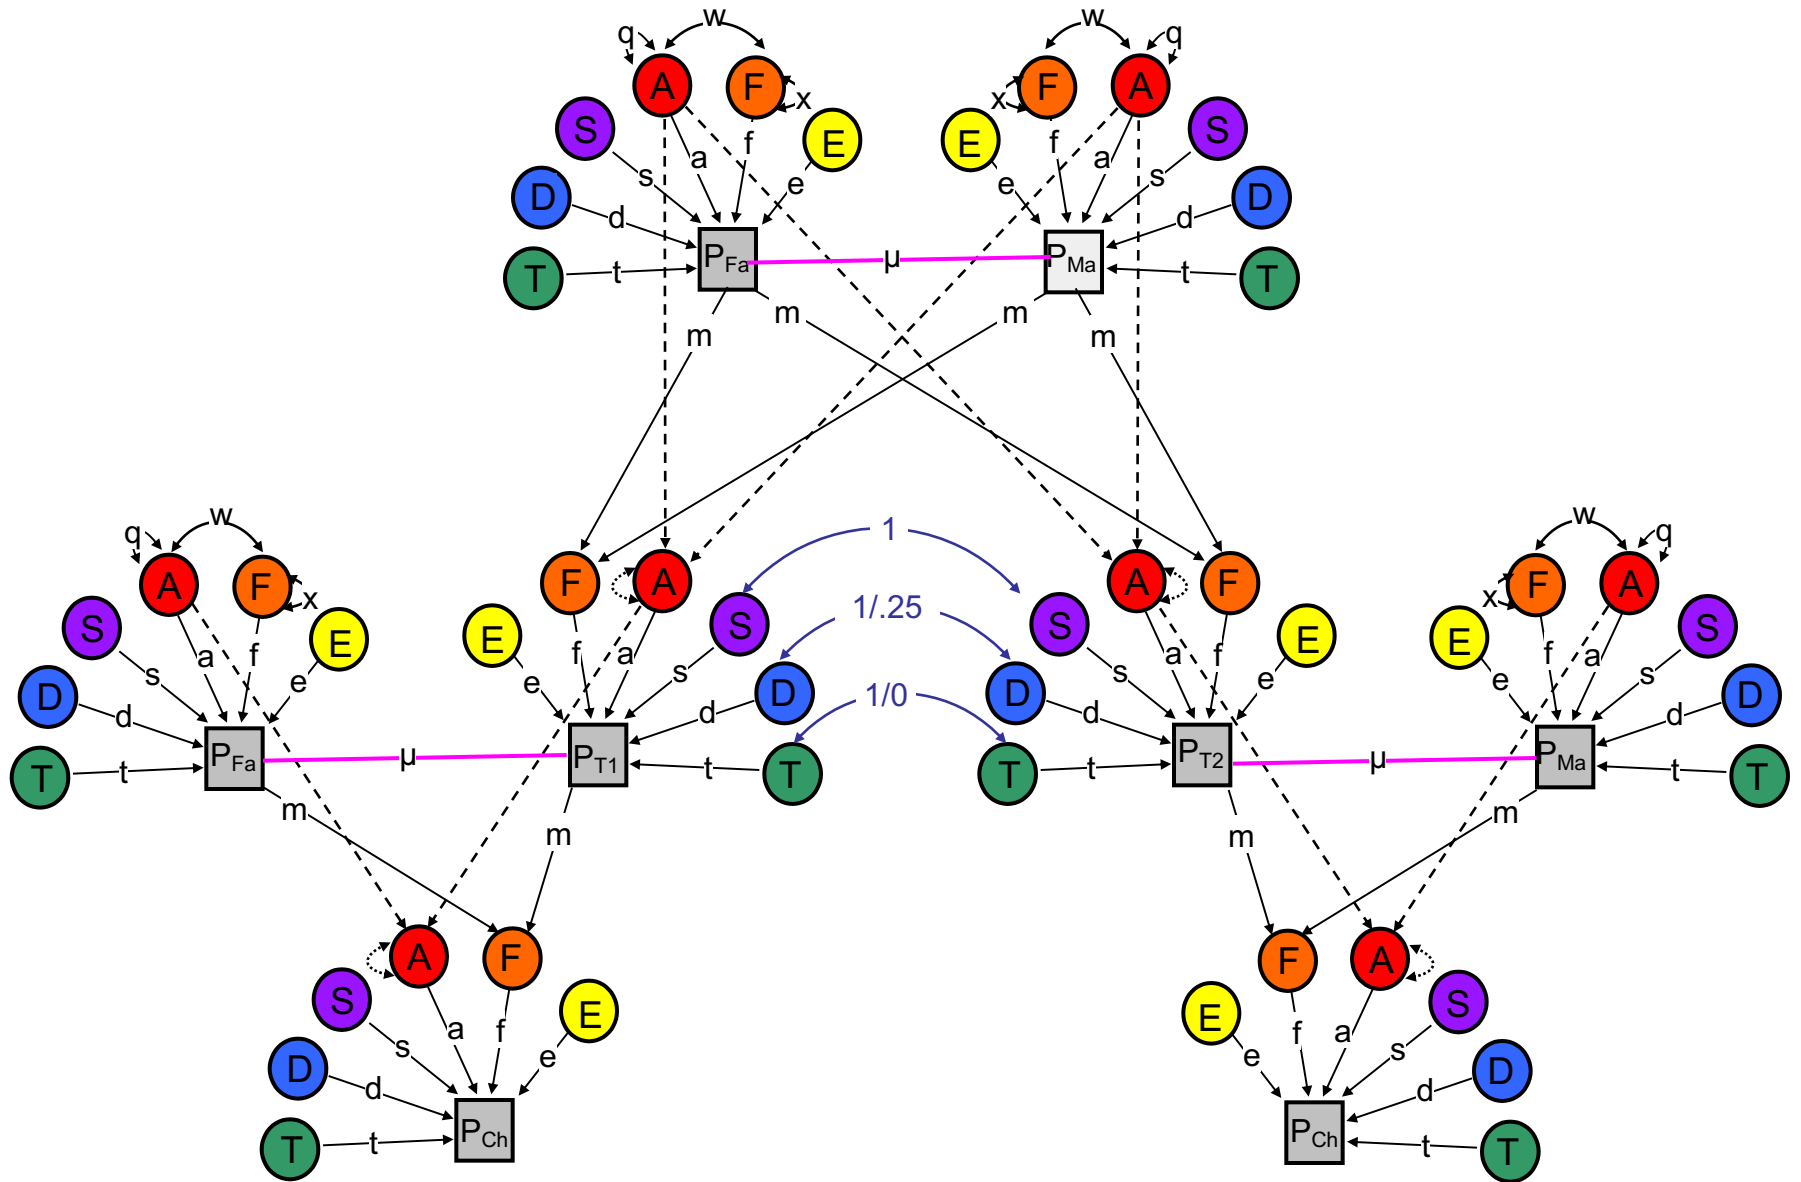 w w
q A F F A q
x x
S E E S
s a f e e f a s
D d d D
T t P_Fa µ P_Ma t T
m m m m
w 1 w
q A F F A A F F A q
x x
S E E S 1/.25 S E E S
s a f e e f a s s a f e e f a s
D d D 1/0 D d D
d d
T t P_Fa µ P_T1 t T T t P_T2 µ P_Ma t T
m m m m
A F F A
S E E S
s a f e e f a s
D d d D
T t P_Ch P_Ch t T